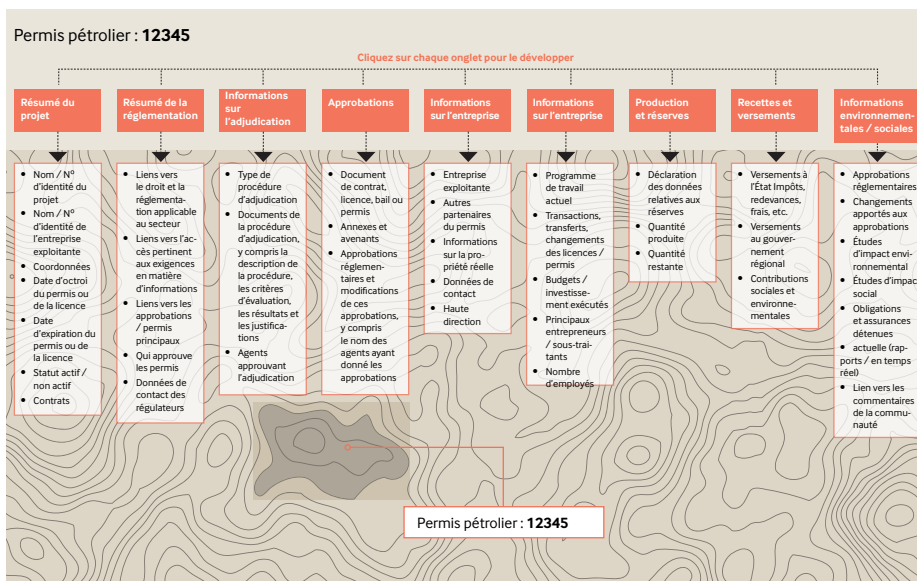 Permis pétrolier : 12345
Cliquez sur chaque onglet pour le développer
Résumé du
projet
• Nom / N° 
d'identité du
projet
• Nom / N°
d'identité de
l'entreprise
exploitante
• Coordonnées
• Date d'octroi
du permis ou de
la licence
• Date
d'expiration du
permis ou de
la licence
• Statut actif /
non actif
• Contrats
Résumé de la
réglementation
• Liens vers
le droit et la
réglemen-
tation applicable
au secteur
• Liens vers l'ac-
cès pertinent
aux exigences en
matière
d'informations
• Liens vers les
approbations
/ permis
principaux
• Qui approuve
les permis
• Données de
contact des
régulateurs
Informations
sur
l'adjudication
• Type de
procédure
d'adjudication
• Documents de
la procédure
d'adjudication,
y compris la
description de
la procédure,
les critères
d'évaluation,
les résultats et
les justifica-
tions
• Agents
approuvant
l'adjudication
Approbations
• Document
de contrat,
licence, bail ou
permis
• Annexes et
avenants
• Approbations
réglemen-
taires et
modifications
de ces
approbations,
y compris
le nom des
agents ayant
donné les
approbations
Informations
sur l'entreprise
• Entreprise
exploitante
• Autres
partenaires
du permis
• Informations
sur la pro-
priété réelle
• Données de
contact
• Haute
direction
Informations
sur l'entreprise
• Programme
de travail
actuel
• Transactions,
transferts,
changements
des licences /
permis
• Budgets /
investisse-
ment exécutés
• Principaux
entrepreneurs
/ sous-trai-
tants
• Nombre
d'employés
Production
et réserves
• Déclaration
des données
relatives aux
réserves
• Quantité
produite
• Quantité
restante
Recettes et
versements
• Versements à
l'État Impôts,
redevances,
frais, etc.
• Versements
au gouver-
nement
régional
• Contributions
sociales et
environne-
mentales
Informations
environnemen-
tales / sociales
• Approbations
réglementaires
• Changements
apportés aux
approbations
• Études
d'impact envi-
ronnemental
• Études d'impact
social
• Obligations
et assurances
détenues
• actuelle (rap-
ports / en temps
réel)
• Lien vers les
commentaires
de la commu-
nauté
Permis pétrolier : 12345